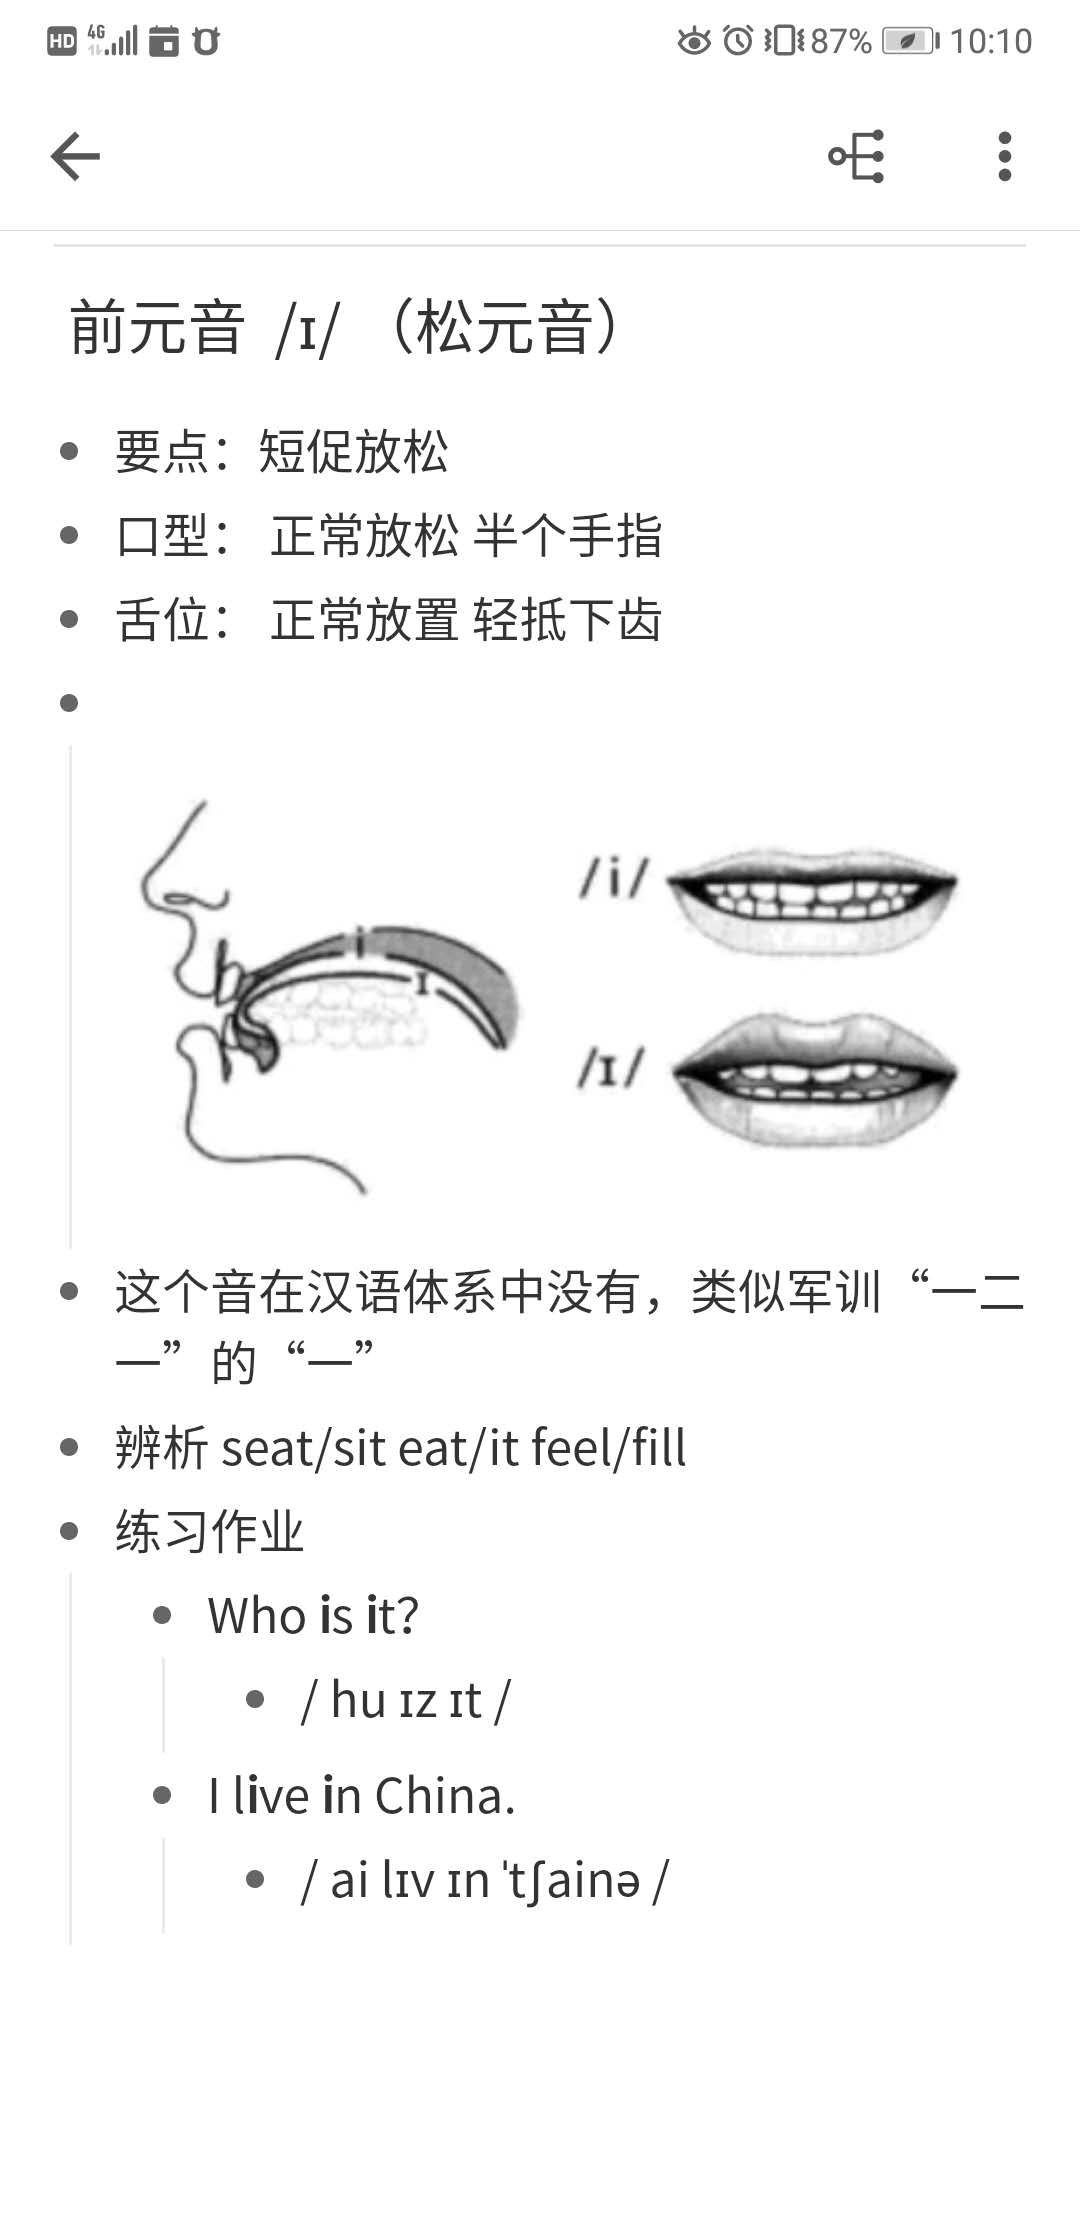 HD 4G 87% 10:10
前元音 /ɪ/ （松元音）
要点：短促放松
口型： 正常放松 半个手指
舌位： 正常放置 轻抵下齿
/i/
i
ɪ
/ɪ/
这个音在汉语体系中没有，类似军训“一二
一”的“一”
辨析 seat/sit eat/it feel/fill
练习作业
Who is it?
/ hu ɪz ɪt /
I live in China.
/ ai lɪv ɪn ˈtʃainə /